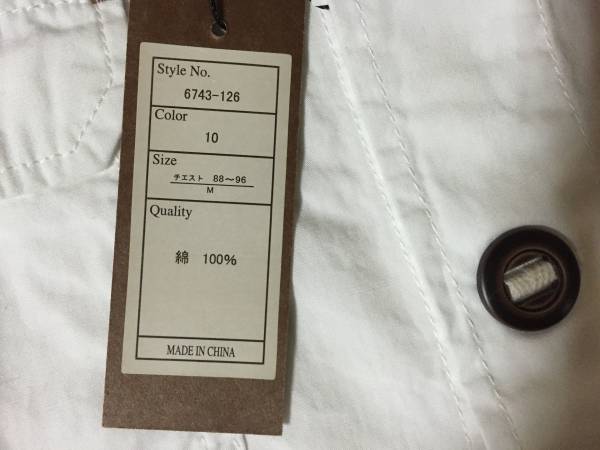 Style No.
6743-126
Color
10
Size
チエスト 88～96
M
Quality
綿 100%
MADE IN CHINA